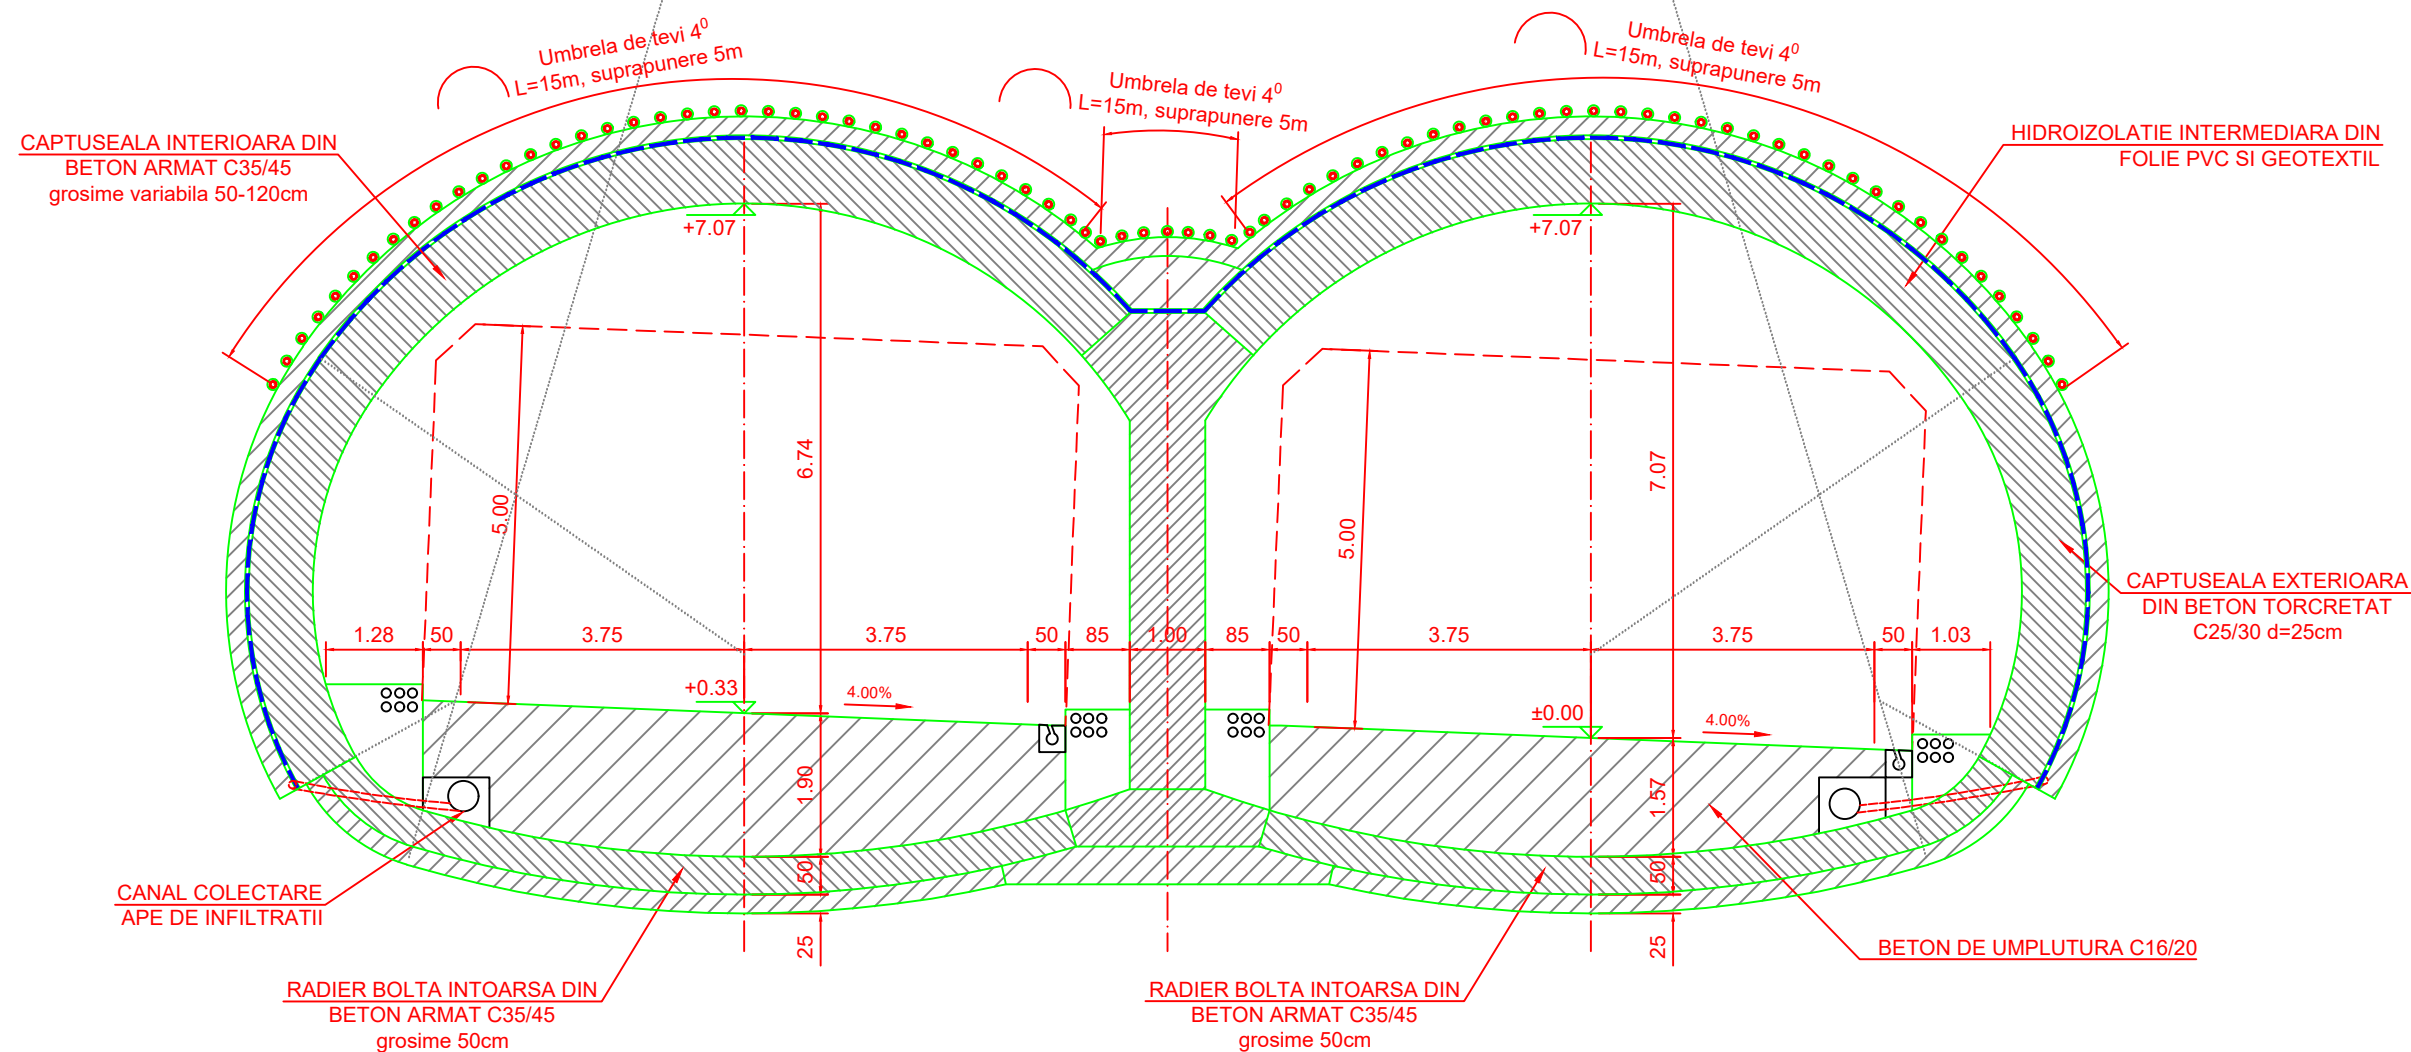 Umbrela de tevi 4⁰
L=15m, suprapunere 5m
Umbrela de tevi 4⁰
L=15m, suprapunere 5m
Umbrela de tevi 4⁰
L=15m, suprapunere 5m
CAPTUSEALA INTERIOARA DIN
BETON ARMAT C35/45
grosime variabila 50-120cm
HIDROIZOLATIE INTERMEDIARA DIN
FOLIE PVC SI GEOTEXTIL
+7.07
+7.07
6.74
7.07
5.00
5.00
CAPTUSEALA EXTERIOARA
DIN BETON TORCRETAT
C25/30 d=25cm
1.28
50
3.75
3.75
50
85
1.00
85
50
3.75
3.75
50
1.03
+0.33
4.00%
±0.00
4.00%
1.90
1.57
50
50
25
25
CANAL COLECTARE
APE DE INFILTRATII
BETON DE UMPLUTURA C16/20
RADIER BOLTA INTOARSA DIN
BETON ARMAT C35/45
grosime 50cm
RADIER BOLTA INTOARSA DIN
BETON ARMAT C35/45
grosime 50cm